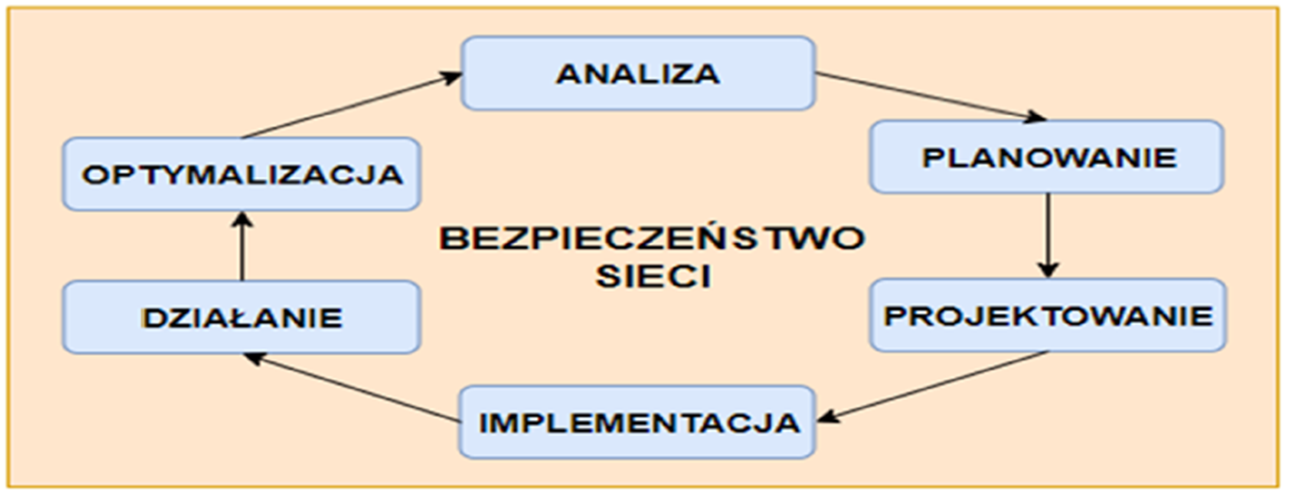 ANALIZA
PLANOWANIE
OPTYMALIZACJA
BEZPIECZEŃSTWO
SIECI
DZIAŁANIE
PROJEKTOWANIE
IMPLEMENTACJA